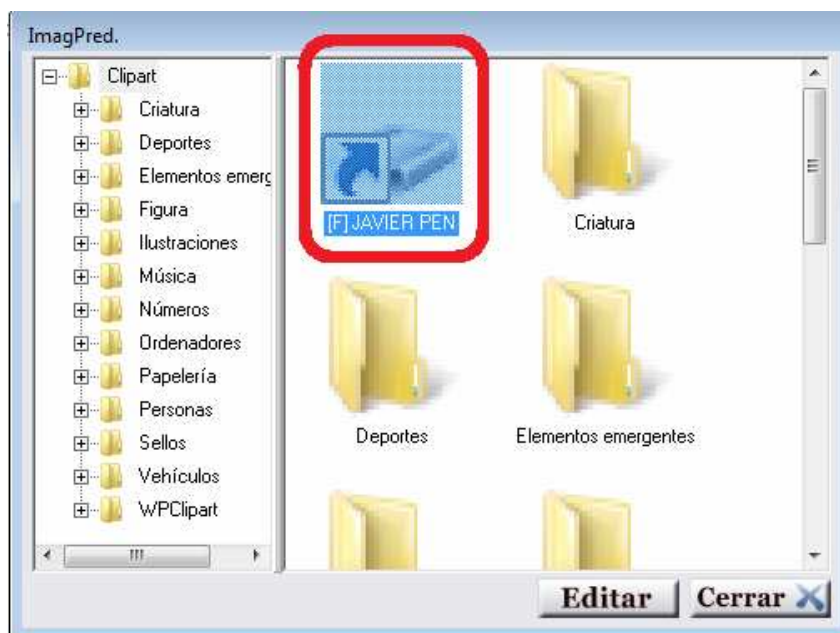 ImagPred.
Clipart
Criatura
Deportes
Elementos emerg
Figura
Ilustraciones
Música
Números
Ordenadores
Papelería
Personas
Sellos
Vehículos
WPClipart
[F] JAVIER PEN
Criatura
Deportes
Elementos emergentes
Editar
Cerrar